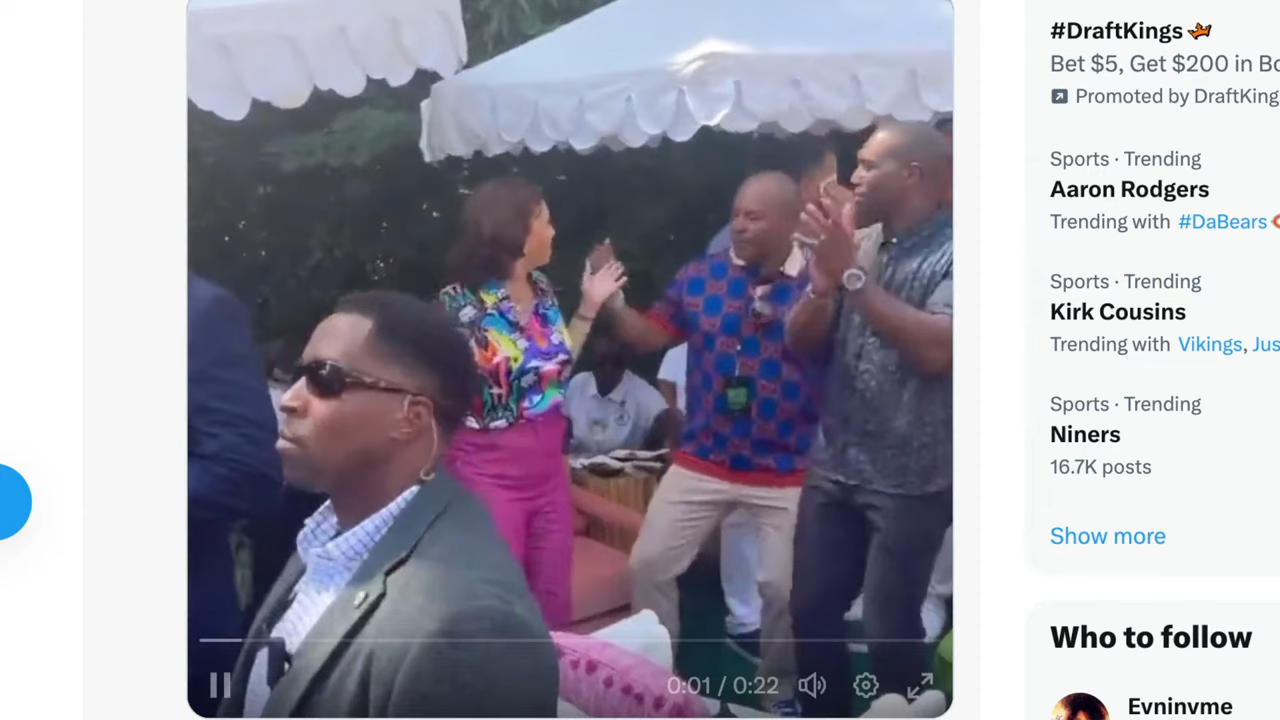 #DraftKings
Bet $5, Get $200 in Bo
Promoted by DraftKing
Sports · Trending
Aaron Rodgers
Trending with #DaBears
Sports · Trending
Kirk Cousins
Trending with Vikings, Jus
Sports · Trending
Niners
16.7K posts
Show more
Who to follow
Evninvme
0:01 / 0:22